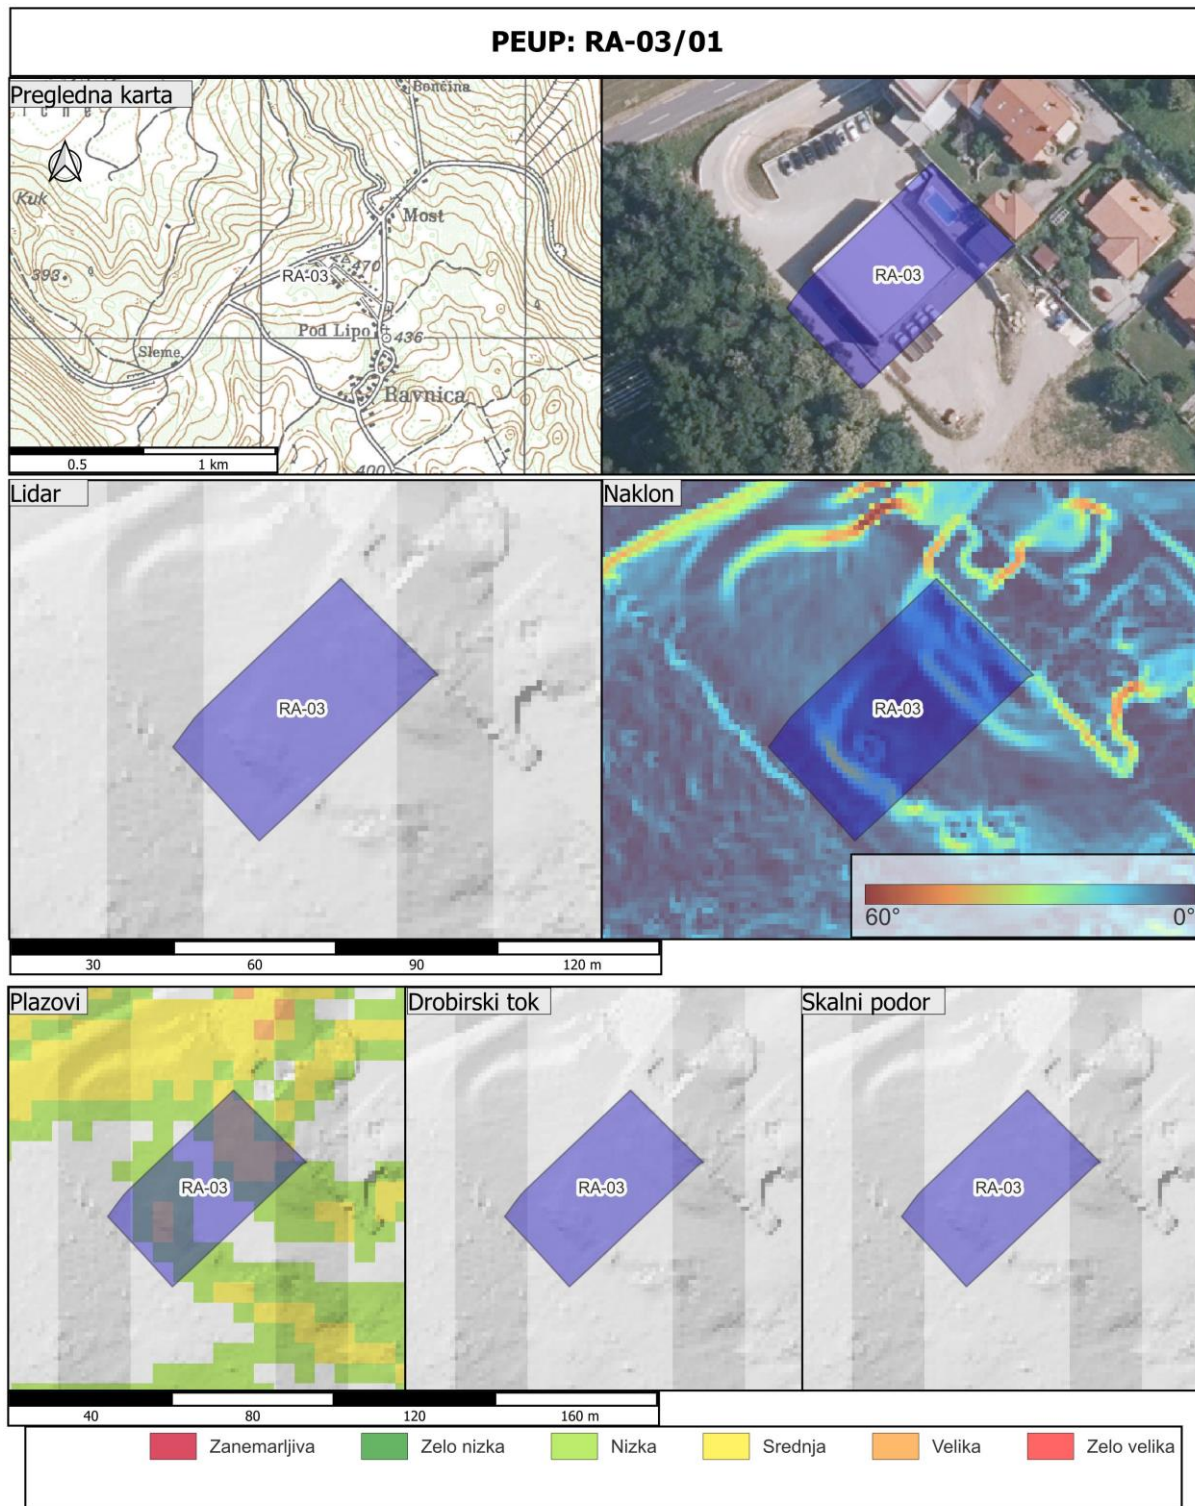 PEUP: RA-03/01
Pregledna karta
Bončina
Kuk
Most
393
470
RA-03
RA-03
Pod Lipo
436
Sleme
Ravnica
400
0.5 1 km
Lidar
Naklon
RA-03
RA-03
60° 0°
30 60 90 120 m
Plazovi
Drobirski tok
Skalni podor
RA-03
RA-03
RA-03
40 80 120 160 m
Zanemarljiva Zelo nizka Nizka Srednja Velika Zelo velika